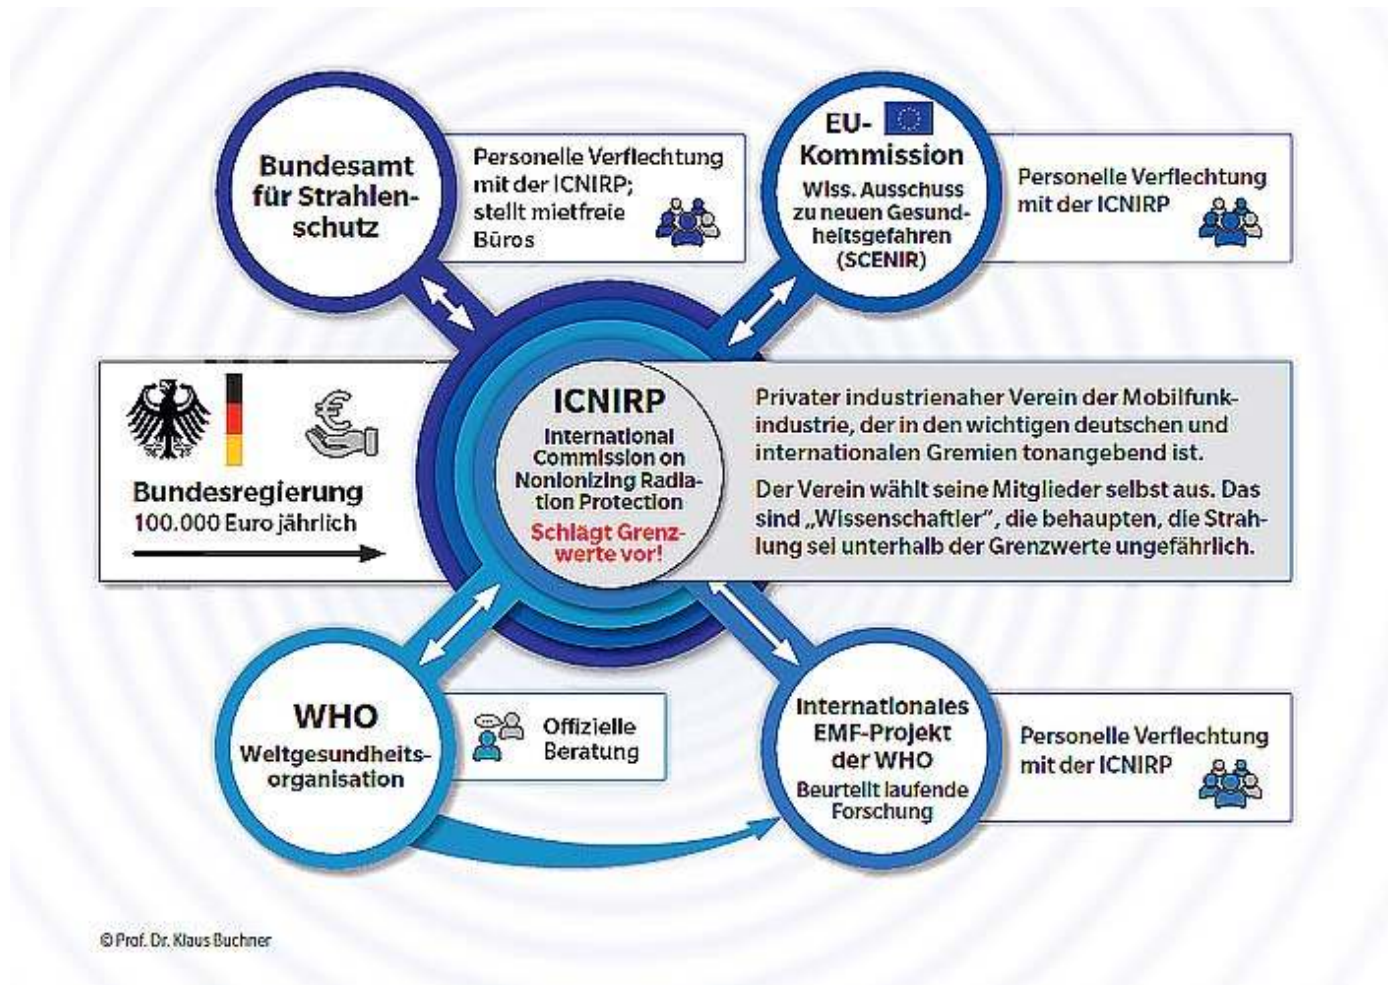 Bundesamt
für Strahlen-
schutz
Personelle Verflechtung
mit der ICNIRP;
stellt mietfreie
Büros
EU-
Kommission
Wiss. Ausschuss
zu neuen Gesund-
heitsgefahren
(SCENIR)
Personelle Verflechtung
mit der ICNIRP
Bundesregierung
100.000 Euro jährlich
ICNIRP
International
Commission on
Nonionizing Radia-
tion Protection
Schlägt Grenz-
werte vor!
Privater industrienaher Verein der Mobilfunk-
industrie, der in den wichtigen deutschen und
internationalen Gremien tonangebend ist.
Der Verein wählt seine Mitglieder selbst aus. Das
sind „Wissenschaftler“, die behaupten, die Strah-
lung sei unterhalb der Grenzwerte ungefährlich.
WHO
Weltgesundheits-
organisation
Offizielle
Beratung
Internationales
EMF-Projekt
der WHO
Beurteilt laufende
Forschung
Personelle Verflechtung
mit der ICNIRP
© Prof. Dr. Klaus Buchner